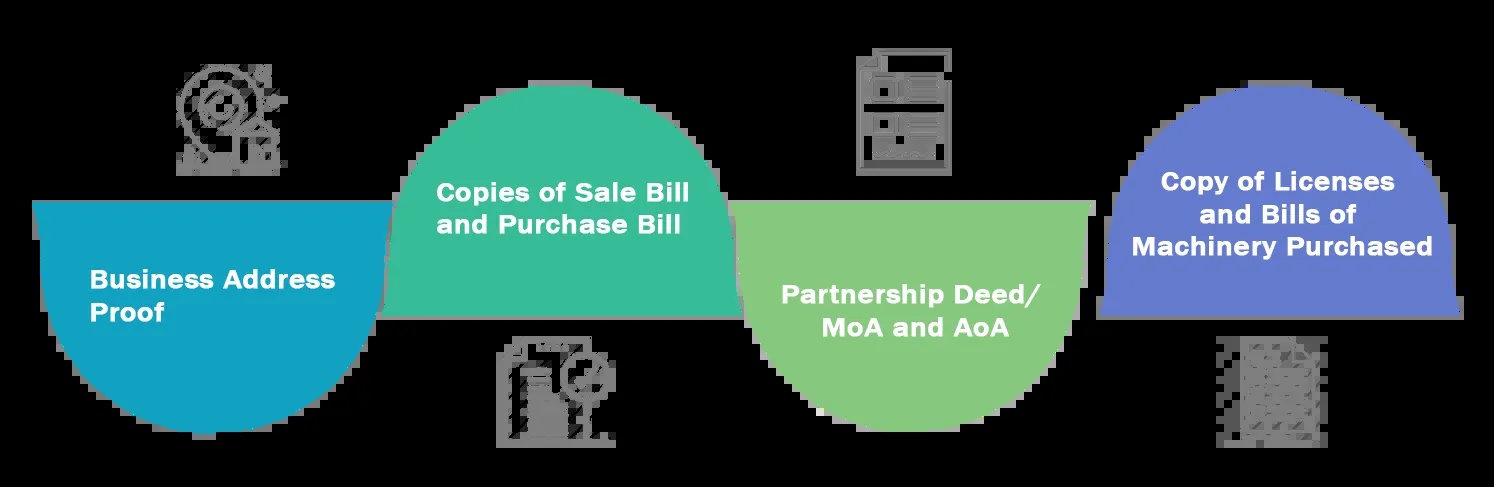 Business Address
Proof
Copies of Sale Bill
and Purchase Bill
Partnership Deed/
MoA and AoA
Copy of Licenses
and Bills of
Machinery Purchased